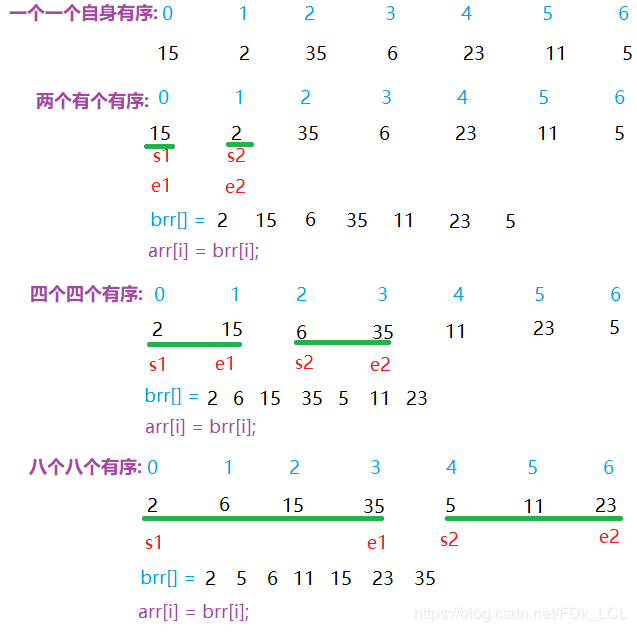 一个一个自身有序: 0 1 2 3 4 5 6
15 2 35 6 23 11 5
两个有个有序: 0 1 2 3 4 5 6
15 2 35 6 23 11 5
s1 s2
e1 e2
brr[] = 2 15 6 35 11 23 5
arr[i] = brr[i];
四个四个有序: 0 1 2 3 4 5 6
2 15 6 35 11 23 5
s1 e1 s2 e2
brr[] = 2 6 15 35 5 11 23
arr[i] = brr[i];
八个八个有序: 0 1 2 3 4 5 6
2 6 15 35 5 11 23
s1 e1 s2 e2
brr[] = 2 5 6 11 15 23 35
arr[i] = brr[i];
https://blog.csdn.net/FDk_LCL